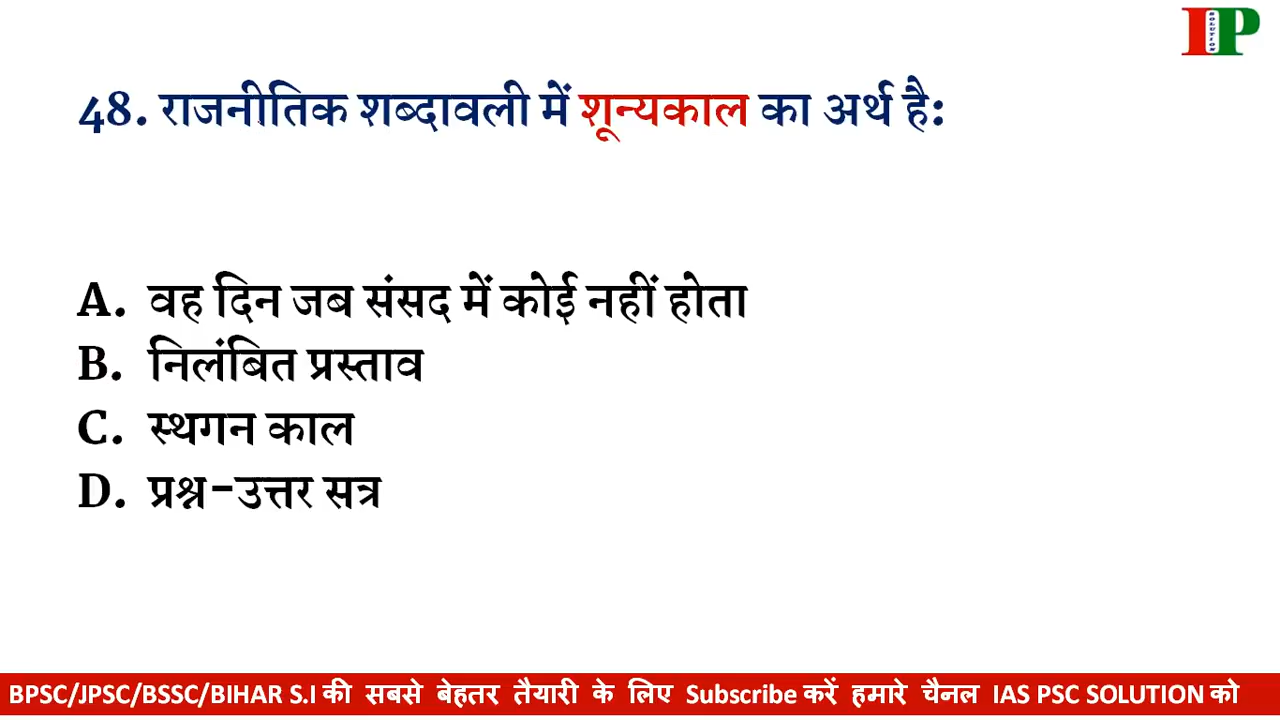 IP
SOLUTION
48. राजनीतिक शब्दावली में शून्यकाल का अर्थ है:
A. वह दिन जब संसद में कोई नहीं होता
B. निलंबित प्रस्ताव
C. स्थगन काल
D. प्रश्न-उत्तर सत्र
BPSC/JPSC/BSSC/BIHAR S.I की सबसे बेहतर तैयारी के लिए Subscribe करें हमारे चैनल IAS PSC SOLUTION को